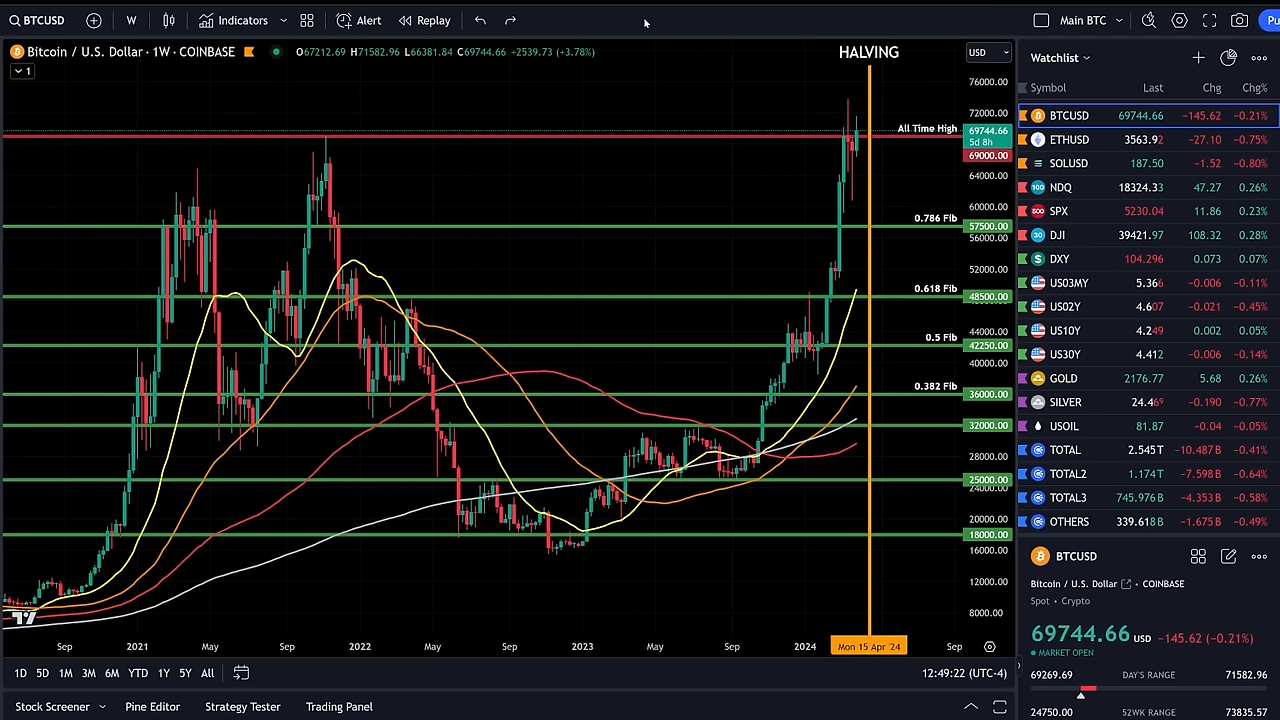 BTCUSD W Indicators Alert Replay Main BTC
Bitcoin / U.S. Dollar · 1W · COINBASE O67212.69 H71582.96 L66381.84 C69744.66 +2539.73 (+3.78%)
1
HALVING
USD
76000.00
72000.00
All Time High
69744.66
5d 8h
69000.00
64000.00
60000.00
0.786 Fib
57500.00
56000.00
52000.00
0.618 Fib
48500.00
44000.00
0.5 Fib
42250.00
40000.00
0.382 Fib
36000.00
32000.00
28000.00
25000.00
24000.00
20000.00
18000.00
16000.00
12000.00
8000.00
Sep 2021 May Sep 2022 May Sep 2023 May Sep 2024 Mon 15 Apr '24 Sep
1D 5D 1M 3M 6M YTD 1Y 5Y All
12:49:22 (UTC-4)
Stock Screener Pine Editor Strategy Tester Trading Panel
Watchlist
Symbol Last Chg Chg%
BTCUSD 69744.66 −145.62 −0.21%
ETHUSD 3563.92 −27.10 −0.75%
SOLUSD 187.50 −1.52 −0.80%
100 NDQ 18324.33 47.27 0.26%
500 SPX 5230.04 11.86 0.23%
30 DJI 39421.97 108.32 0.28%
DXY 104.296 0.073 0.07%
US03MY 5.366 −0.006 −0.11%
US02Y 4.607 −0.021 −0.45%
US10Y 4.249 0.002 0.05%
US30Y 4.412 −0.006 −0.14%
GOLD 2176.77 5.68 0.26%
SILVER 24.469 −0.190 −0.77%
USOIL 81.87 −0.04 −0.05%
TOTAL 2.545T −10.487B −0.41%
TOTAL2 1.174T −7.598B −0.64%
TOTAL3 745.976B −4.353B −0.58%
OTHERS 339.618B −1.675B −0.49%
BTCUSD
Bitcoin / U.S. Dollar • COINBASE
Spot • Crypto
69744.66 USD −145.62 (−0.21%)
MARKET OPEN
69269.69 DAY'S RANGE 71582.96
24750.00 52WK RANGE 73835.57